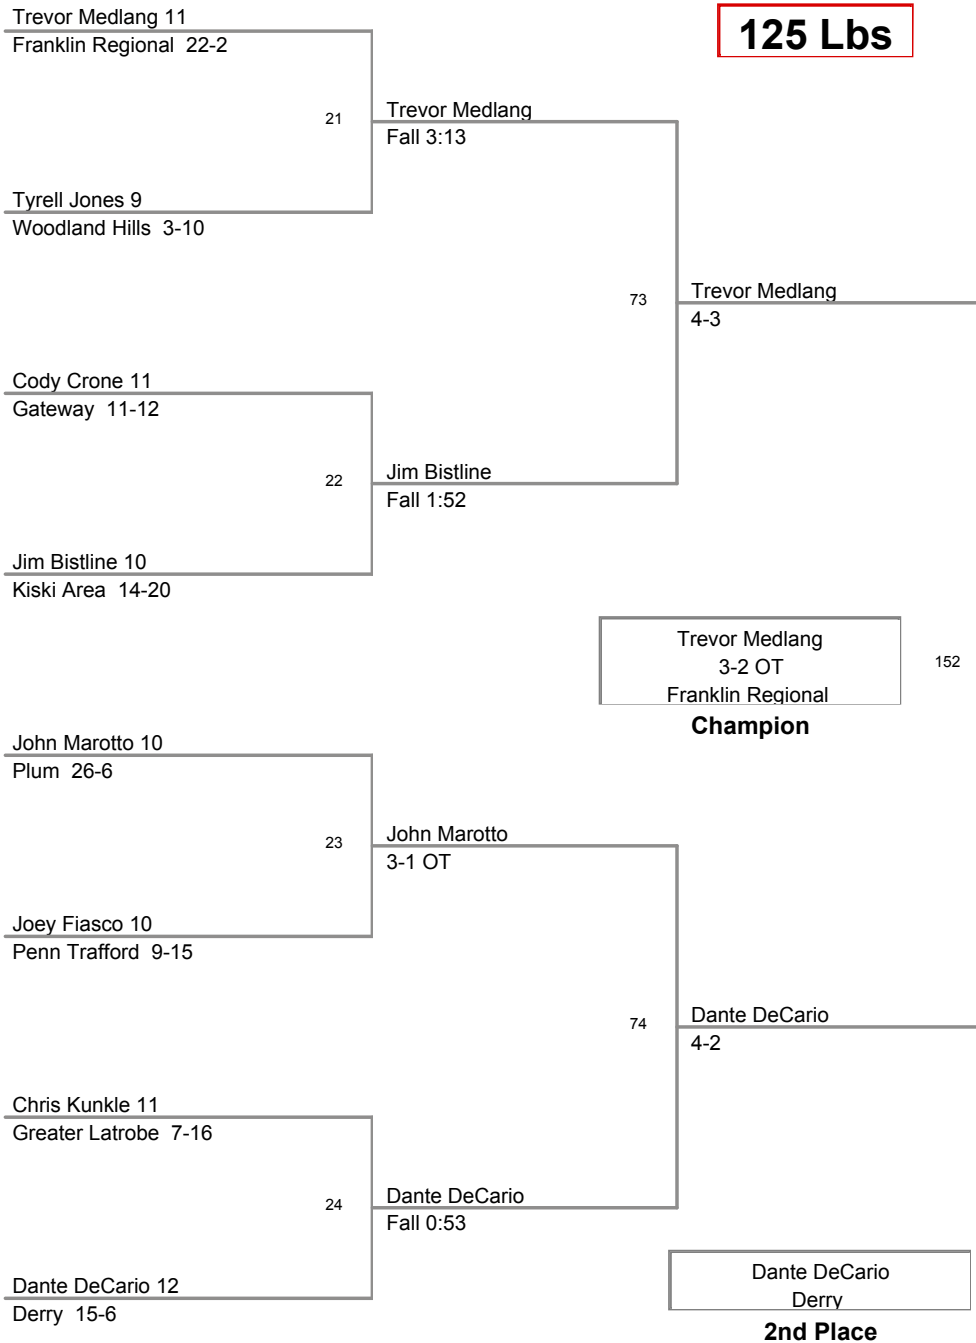 Trevor Medlang 11
125 Lbs
Franklin Regional 22-2
21
Trevor Medlang
Fall 3:13
Tyrell Jones 9
Woodland Hills 3-10
73
Trevor Medlang
4-3
Cody Crone 11
Gateway 11-12
22
Jim Bistline
Fall 1:52
Jim Bistline 10
Kiski Area 14-20
Trevor Medlang
3-2 OT
Franklin Regional
152
Champion
John Marotto 10
Plum 26-6
23
John Marotto
3-1 OT
Joey Fiasco 10
Penn Trafford 9-15
74
Dante DeCario
4-2
Chris Kunkle 11
Greater Latrobe 7-16
24
Dante DeCario
Fall 0:53
Dante DeCario 12
Derry 15-6
Dante DeCario
Derry
2nd Place